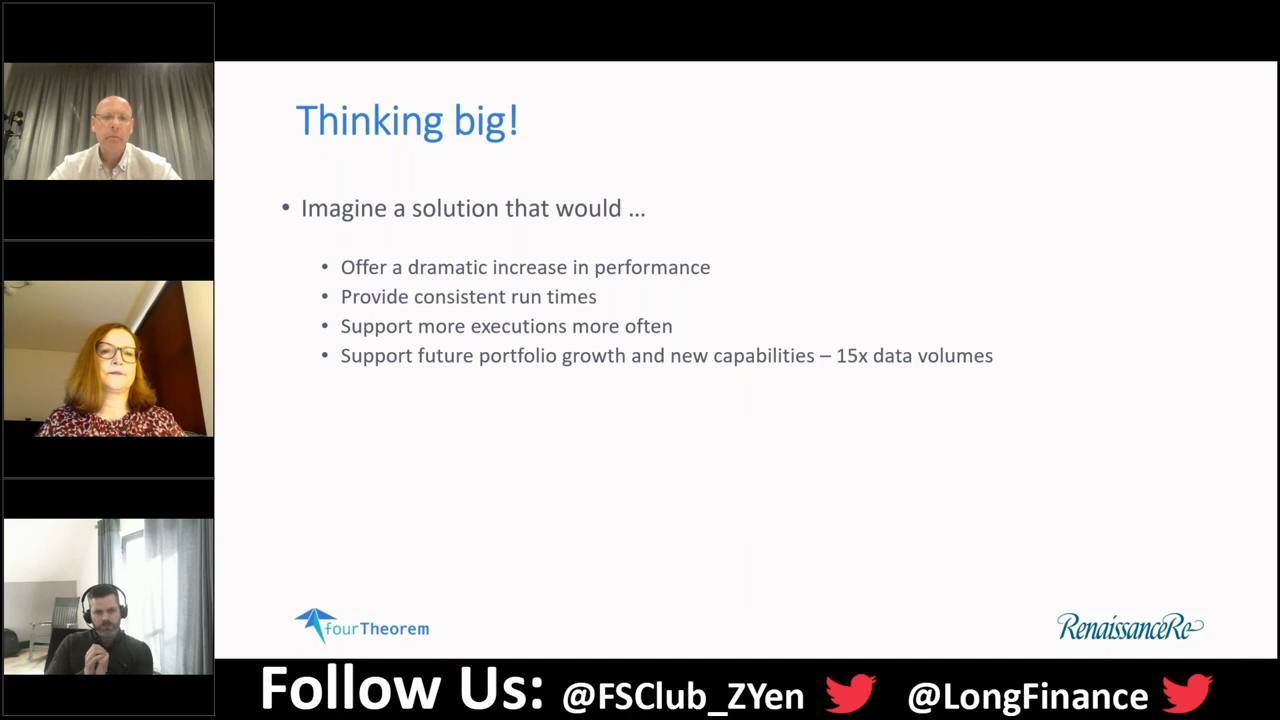 Thinking big!
• Imagine a solution that would ...
• Offer a dramatic increase in performance
• Provide consistent run times
• Support more executions more often
• Support future portfolio growth and new capabilities – 15x data volumes
fourTheorem
RenaissanceRe
Follow Us: @FSClub_ZYen @LongFinance